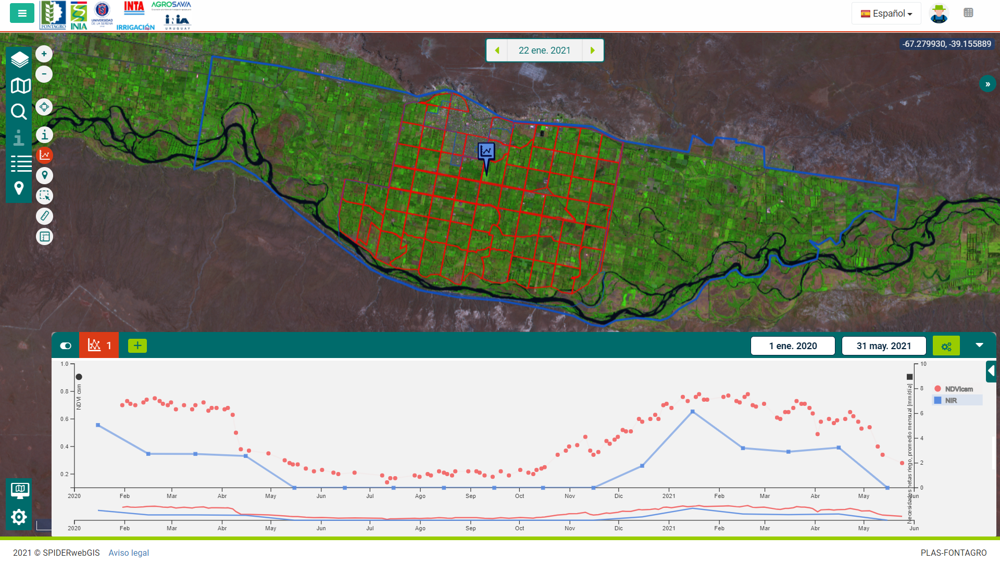 FONTAGRO
INIA
UNIVERSIDAD
DE LA SERENA
INTA
IRRIGACIÓN
AGROSAVIA
INIA
URUGUAY
Español
22 ene. 2021
-67.279930, -39.155889
»
+
−
i
i
1
+
1 ene. 2020
31 may. 2021
1.0
0.8
0.6
0.4
0.2
NDVI csm
10
8
6
4
2
0
Necesidades netas riego, promedio mensual [mm/día]
NDVIcsm
NIR
2020 Feb Mar Abr May Jun Jul Ago Sep Oct Nov Dic 2021 Feb Mar Abr May Jun
2020 Feb Mar Abr May Jun Jul Ago Sep Oct Nov Dic 2021 Feb Mar Abr May Jun
2021 © SPIDERwebGIS Aviso legal
PLAS-FONTAGRO